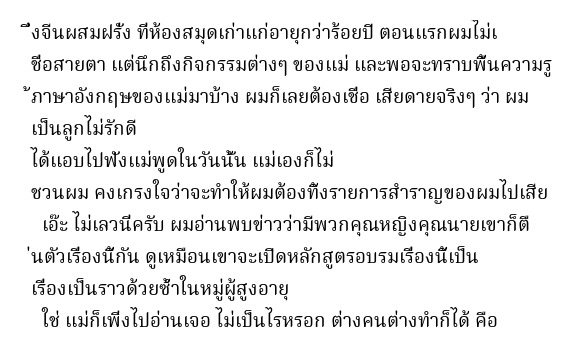 ึ่งจีนผสมฝรั่ง ที่ห้องสมุดเก่าแก่อายุกว่าร้อยปี ตอนแรกผมไม่เ
ชื่อสายตา แต่นึกถึงกิจกรรมต่างๆ ของแม่ และพอจะทราบพื้นความรู
้ภาษาอังกฤษของแม่มาบ้าง ผมก็เลยต้องเชื่อ เสียดายจริงๆ ว่า ผม
เป็นลูกไม่รักดี
ได้แอบไปฟังแม่พูดในวันนั้น แม่เองก็ไม่
ชวนผม คงเกรงใจว่าจะทำให้ผมต้องทิ้งรายการสำราญของผมไปเสีย
เอ๊ะ ไม่เลวนี่ครับ ผมอ่านพบข่าวว่ามีพวกคุณหญิงคุณนายเขาก็ตื
่นตัวเรื่องนี้กัน ดูเหมือนเขาจะเปิดหลักสูตรอบรมเรื่องนี้เป็น
เรื่องเป็นราวด้วยซ้ำในหมู่ผู้สูงอายุ
ใช่ แม่ก็เพิ่งไปอ่านเจอ ไม่เป็นไรหรอก ต่างคนต่างทำก็ได้ คือ